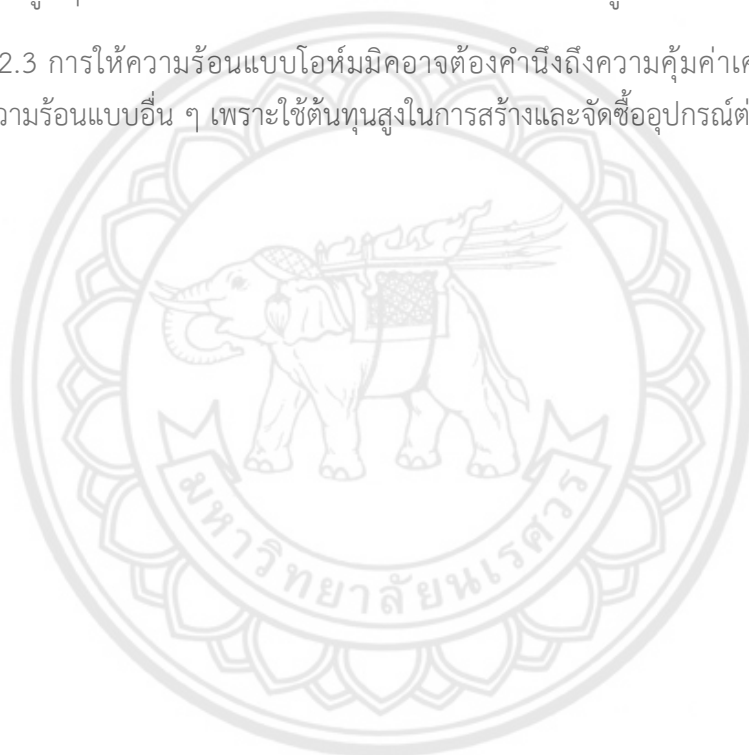 2.3 การให้ความร้อนแบบโอห์มมิคอาจต้องคำนึงถึงความคุ้มค่า
ความร้อนแบบอื่น ๆ เพราะใช้ต้นทุนสูงในการสร้างและจัดซื้ออุปกรณ์
มหาวิทยาลัยนเรศวร